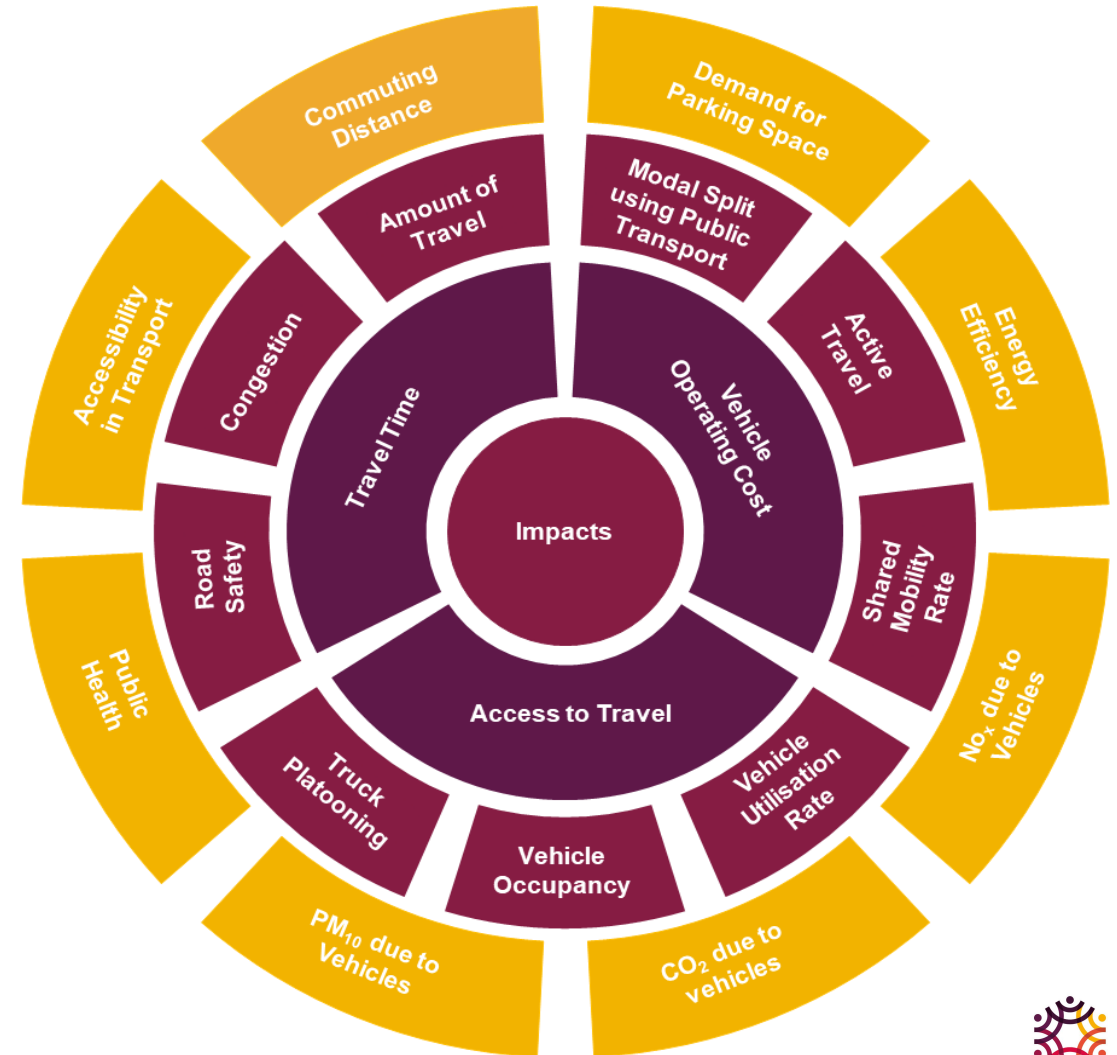 Impacts
Travel Time
Vehicle
Operating Cost
Access to Travel
Amount of
Travel
Modal Split
using Public
Transport
Active
Travel
Shared
Mobility
Rate
Vehicle
Utilisation
Rate
Vehicle
Occupancy
Truck
Platooning
Road
Safety
Congestion
Commuting
Distance
Demand for
Parking Space
Energy
Efficiency
Noₓ due to
Vehicles
CO₂ due to
vehicles
PM₁₀ due to
Vehicles
Public
Health
Accessibility
in Transport